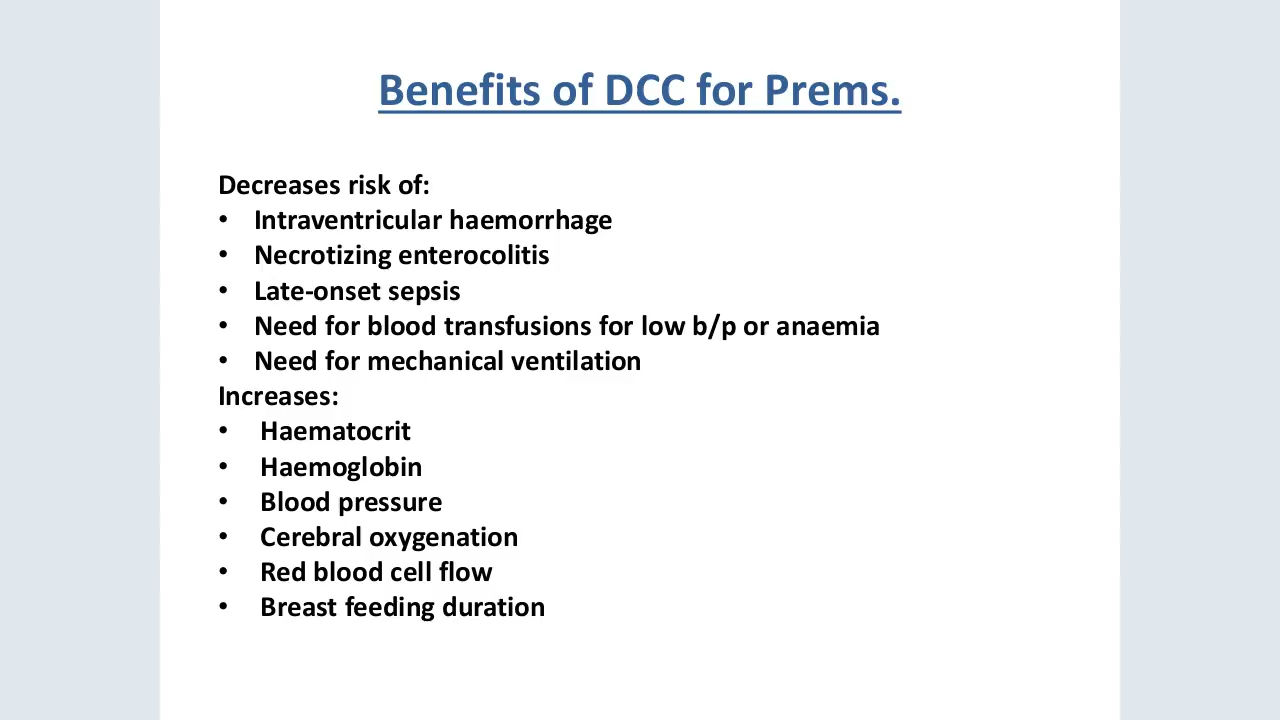 Benefits of DCC for Prems.
Decreases risk of:
• Intraventricular haemorrhage
• Necrotizing enterocolitis
• Late-onset sepsis
• Need for blood transfusions for low b/p or anaemia
• Need for mechanical ventilation
Increases:
• Haematocrit
• Haemoglobin
• Blood pressure
• Cerebral oxygenation
• Red blood cell flow
• Breast feeding duration